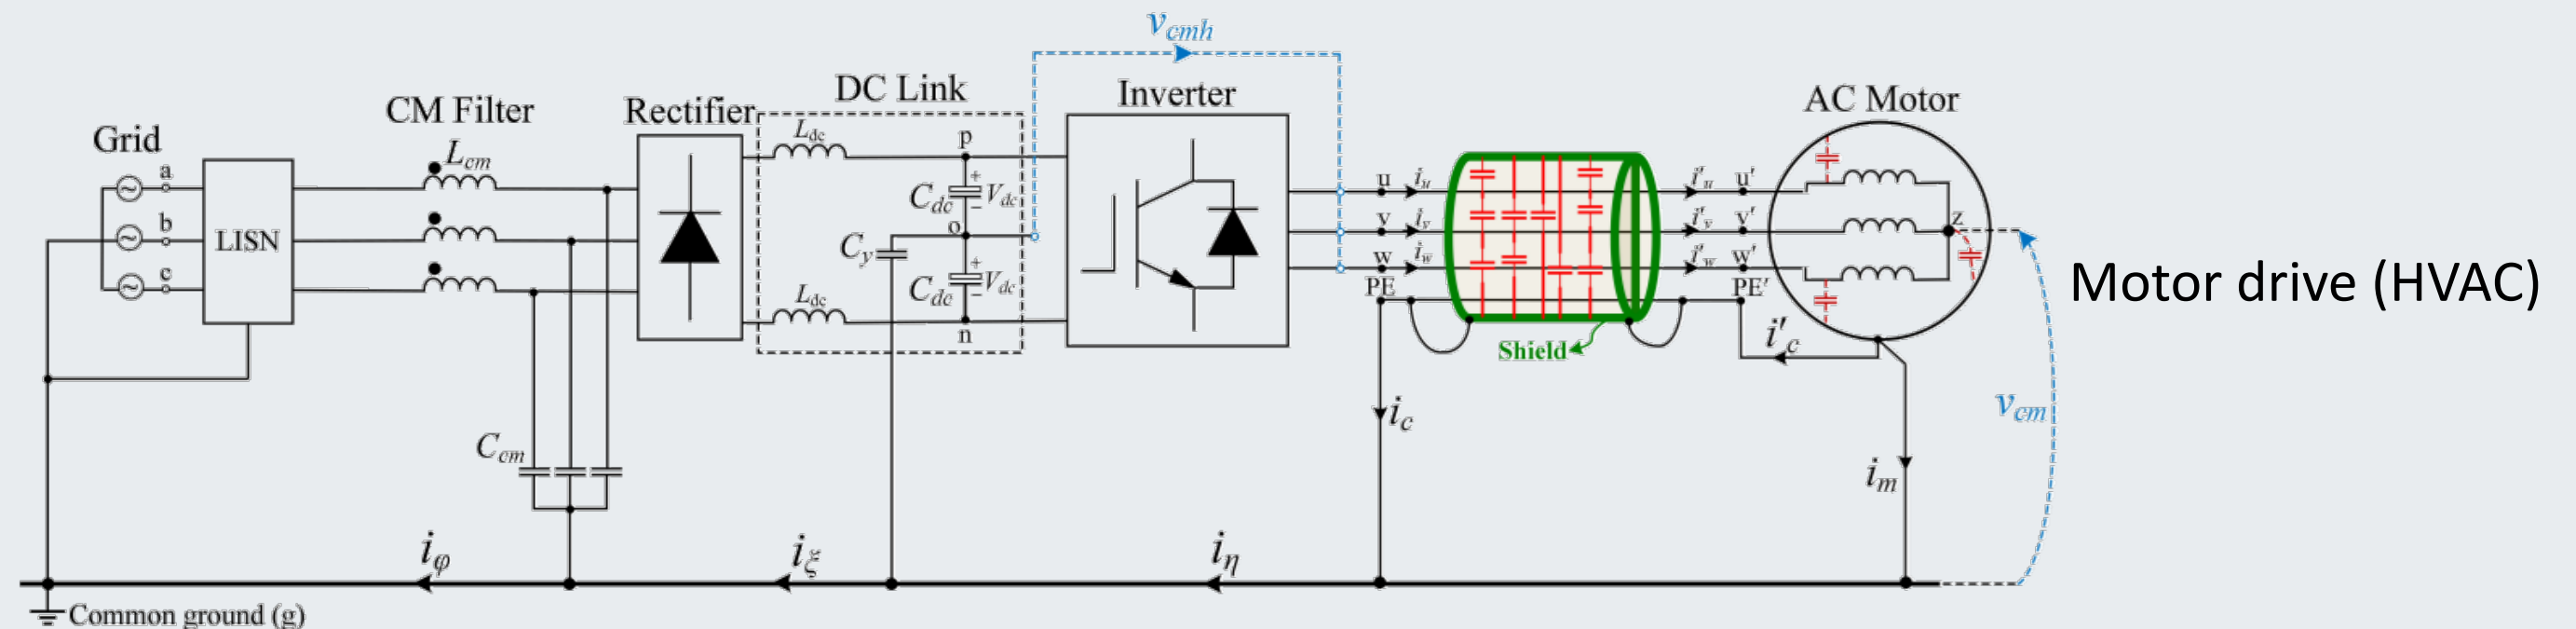 v_cmh
DC Link
Inverter
AC Motor
CM Filter
Rectifier
Grid
L_cm
L_dc
p
a
b
c
LISN
C_dc
+
V_dc
−
o
C_y
C_dc
+
V_dc
−
L_dc
n
u
i_u
v
i_v
w
i_w
PE
i'_u
u'
i'_v
v'
i'_w
w'
PE'
z
Motor drive (HVAC)
Shield
i'_c
v_cm
i_c
C_cm
i_m
i_φ
i_ξ
i_η
Common ground (g)